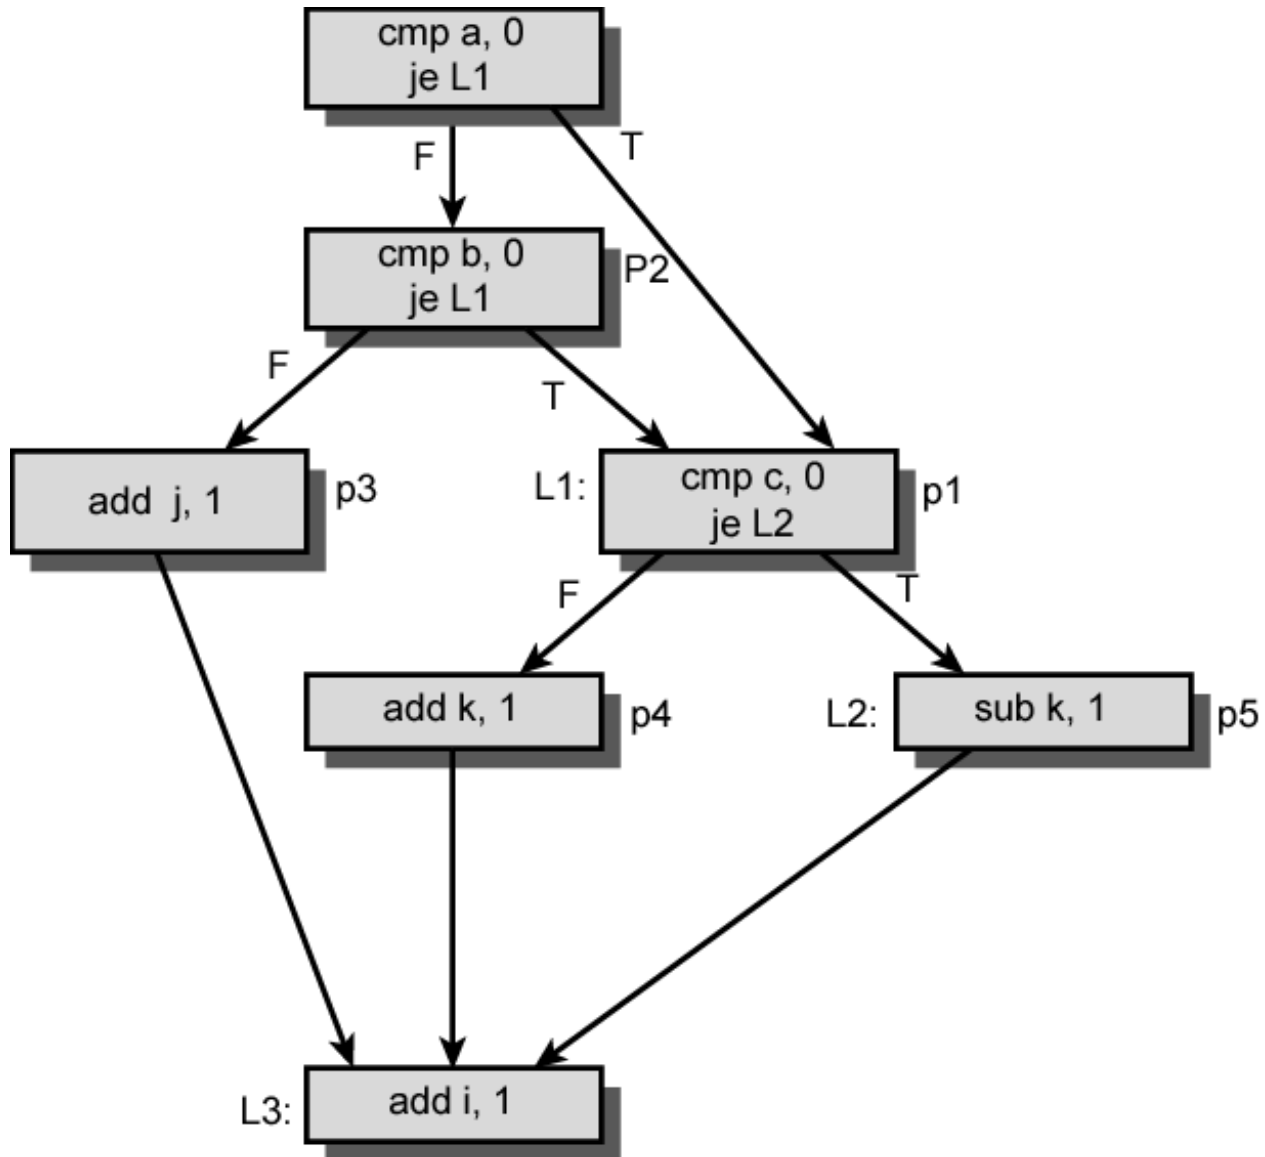 cmp a, 0
je L1
F
T
cmp b, 0
je L1
P2
F
T
add j, 1
p3
L1:
cmp c, 0
je L2
p1
F
T
add k, 1
p4
L2:
sub k, 1
p5
L3:
add i, 1